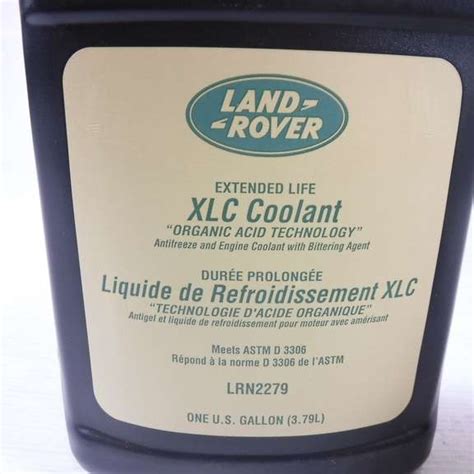 LAND-
-ROVER
EXTENDED LIFE
XLC Coolant
"ORGANIC ACID TECHNOLOGY"
Antifreeze and Engine Coolant with Bittering Agent
DURÉE PROLONGÉE
Liquide de Refroidissement XLC
"TECHNOLOGIE D'ACIDE ORGANIQUE"
Antigel et liquide de refroidissement pour moteur avec amérisant
Meets ASTM D 3306
Répond à la norme D 3306 de l'ASTM
LRN2279
ONE U.S. GALLON (3.79L)